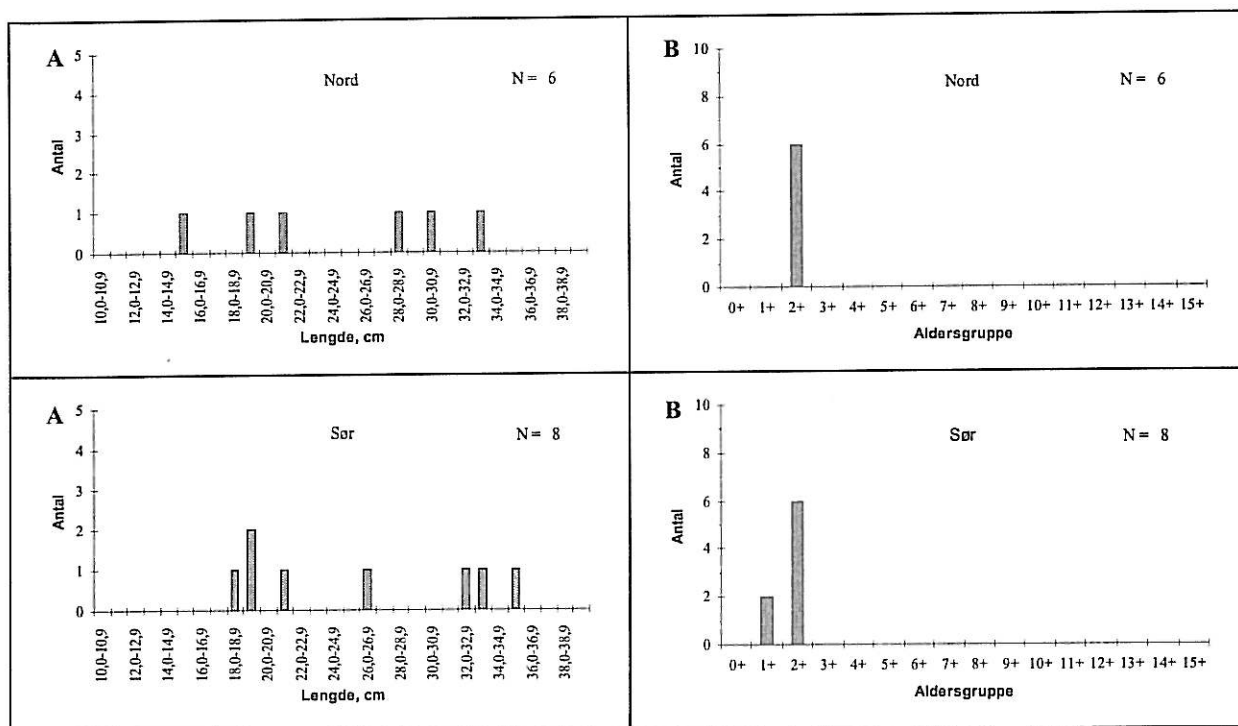 A
Nord
N = 6
5
4
3
2
1
0
Antal
10,0-10,9
12,0-12,9
14,0-14,9
16,0-16,9
18,0-18,9
20,0-20,9
22,0-22,9
24,0-24,9
26,0-26,9
28,0-28,9
30,0-30,9
32,0-32,9
34,0-34,9
36,0-36,9
38,0-38,9
Lengde, cm
B
Nord
N = 6
10
8
6
4
2
0
Antal
0+ 1+ 2+ 3+ 4+ 5+ 6+ 7+ 8+ 9+ 10+ 11+ 12+ 13+ 14+ 15+
Aldersgruppe
A
Sør
N = 8
5
4
3
2
1
0
Antal
10,0-10,9
12,0-12,9
14,0-14,9
16,0-16,9
18,0-18,9
20,0-20,9
22,0-22,9
24,0-24,9
26,0-26,9
28,0-28,9
30,0-30,9
32,0-32,9
34,0-34,9
36,0-36,9
38,0-38,9
Lengde, cm
B
Sør
N = 8
10
8
6
4
2
0
Antal
0+ 1+ 2+ 3+ 4+ 5+ 6+ 7+ 8+ 9+ 10+ 11+ 12+ 13+ 14+ 15+
Aldersgruppe